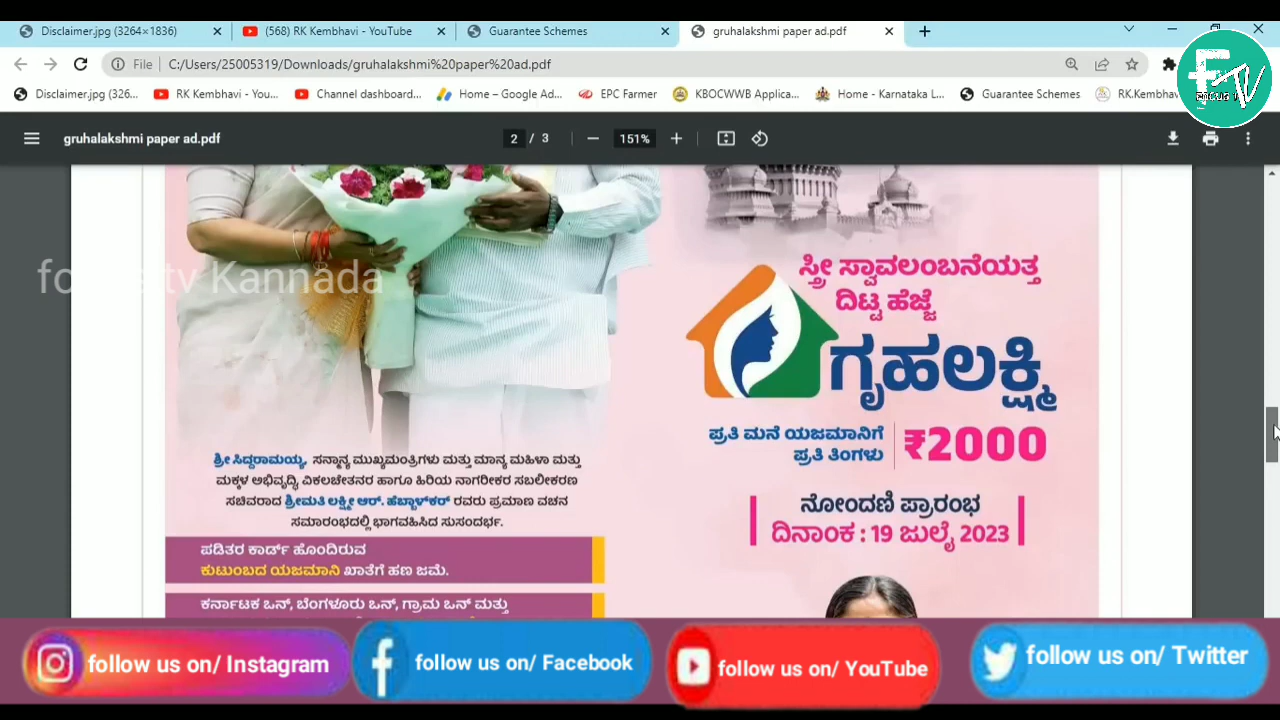 Disclaimer.jpg (3264×1836)
(568) RK Kembhavi - YouTube
Guarantee Schemes
gruhalakshmi paper ad.pdf
File
C:/Users/25005319/Downloads/gruhalakshmi%20paper%20ad.pdf
Disclaimer.jpg (326...
RK Kembhavi - You...
Channel dashboard...
Home – Google Ad...
EPC Farmer
KBOCWWB Applica...
Home - Karnataka L...
Guarantee Schemes
RK.Kembhav
gruhalakshmi paper ad.pdf
2 / 3
151%
tv Kannada
ಸ್ತ್ರೀ ಸ್ವಾವಲಂಬನೆಯತ್ತ
ದಿಟ್ಟ ಹೆಜ್ಜೆ
ಗೃಹಲಕ್ಷ್ಮಿ
ಪ್ರತಿ ಮನೆ ಯಜಮಾನಿಗೆ
ಪ್ರತಿ ತಿಂಗಳು
₹2000
ನೋಂದಣಿ ಪ್ರಾರಂಭ
ದಿನಾಂಕ : 19 ಜುಲೈ 2023
ಶ್ರೀ ಸಿದ್ದರಾಮಯ್ಯ, ಸನ್ಮಾನ್ಯ ಮುಖ್ಯಮಂತ್ರಿಗಳು ಮತ್ತು ಮಾನ್ಯ ಮಹಿಳಾ ಮತ್ತು
ಮಕ್ಕಳ ಅಭಿವೃದ್ಧಿ, ವಿಕಲಚೇತನರ ಹಾಗೂ ಹಿರಿಯ ನಾಗರೀಕರ ಸಬಲೀಕರಣ
ಸಚಿವರಾದ ಶ್ರೀಮತಿ ಲಕ್ಷ್ಮೀ ಆರ್. ಹೆಬ್ಬಾಳ್‌ಕರ್ ರವರು ಪ್ರಮಾಣ ವಚನ
ಸಮಾರಂಭದಲ್ಲಿ ಭಾಗವಹಿಸಿದ ಸುಸಂದರ್ಭ.
ಪಡಿತರ ಕಾರ್ಡ್ ಹೊಂದಿರುವ
ಕುಟುಂಬದ ಯಜಮಾನಿ ಖಾತೆಗೆ ಹಣ ಜಮೆ.
ಕರ್ನಾಟಕ ಒನ್, ಬೆಂಗಳೂರು ಒನ್, ಗ್ರಾಮ ಒನ್ ಮತ್ತು
follow us on/ Instagram
follow us on/ Facebook
follow us on/ YouTube
follow us on/ Twitter